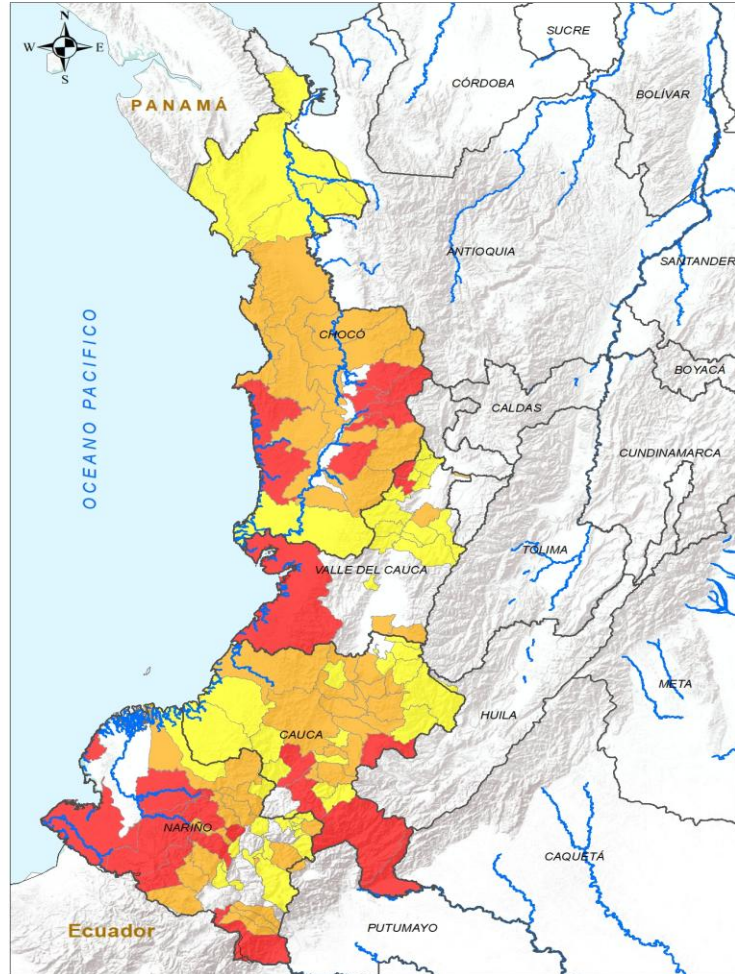 N
W E
S
SUCRE
CÓRDOBA
PANAMÁ
BOLÍVAR
ANTIOQUIA
SANTANDER
OCEANO PACIFICO
CHOCÓ
BOYACÁ
CALDAS
CUNDINAMARCA
TOLIMA
VALLE DEL CAUCA
META
HUILA
CAUCA
NARIÑO
CAQUETÁ
PUTUMAYO
Ecuador